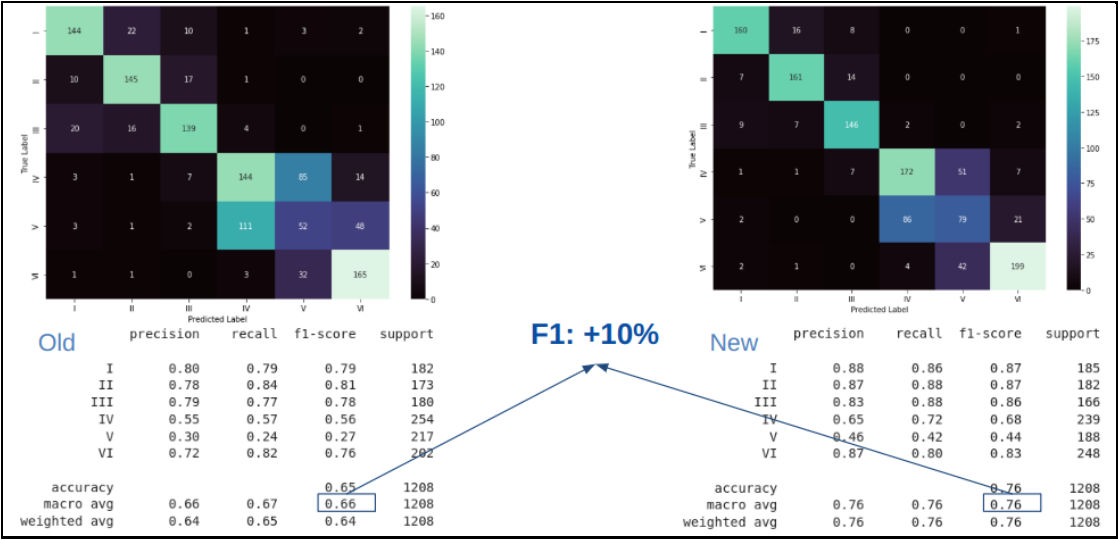 I 144 22 10 1 3 2
II 10 145 17 1 0 0
III 20 16 139 4 0 1
IV 3 1 7 144 85 14
V 3 1 2 111 52 48
VI 1 1 0 3 32 165
I II III IV V VI
True Label
Predicted Label
160
140
120
100
80
60
40
20
0
I 160 16 8 0 0 1
II 7 161 14 0 0 0
III 9 7 146 2 0 2
IV 1 1 7 172 51 7
V 2 0 0 86 79 21
VI 2 1 0 4 42 199
I II III IV V VI
True Label
Predicted Label
175
150
125
100
75
50
25
0
Old
precision recall f1-score support
I 0.80 0.79 0.79 182
II 0.78 0.84 0.81 173
III 0.79 0.77 0.78 180
IV 0.55 0.57 0.56 254
V 0.30 0.24 0.27 217
VI 0.72 0.82 0.76 202
accuracy 0.65 1208
macro avg 0.66 0.67 0.66 1208
weighted avg 0.64 0.65 0.64 1208
F1: +10%
New
precision recall f1-score support
I 0.88 0.86 0.87 185
II 0.87 0.88 0.87 182
III 0.83 0.88 0.86 166
IV 0.65 0.72 0.68 239
V 0.46 0.42 0.44 188
VI 0.87 0.80 0.83 248
accuracy 0.76 1208
macro avg 0.76 0.76 0.76 1208
weighted avg 0.76 0.76 0.76 1208